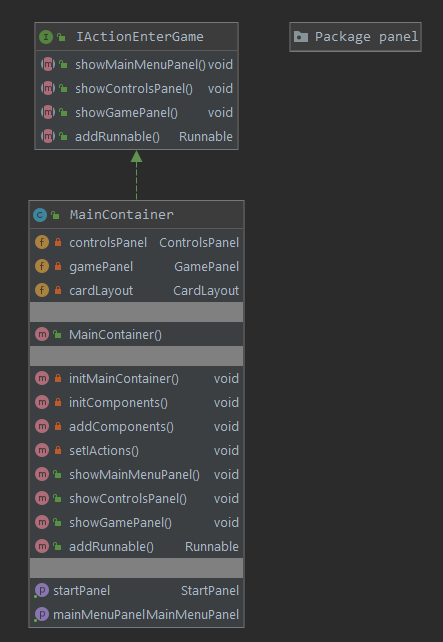 IActionEnterGame
showMainMenuPanel() void
showControlsPanel() void
showGamePanel() void
addRunnable() Runnable
Package panel
MainContainer
controlsPanel ControlsPanel
gamePanel GamePanel
cardLayout CardLayout
MainContainer()
initMainContainer() void
initComponents() void
addComponents() void
setIActions() void
showMainMenuPanel() void
showControlsPanel() void
showGamePanel() void
addRunnable() Runnable
startPanel StartPanel
mainMenuPanel MainMenuPanel